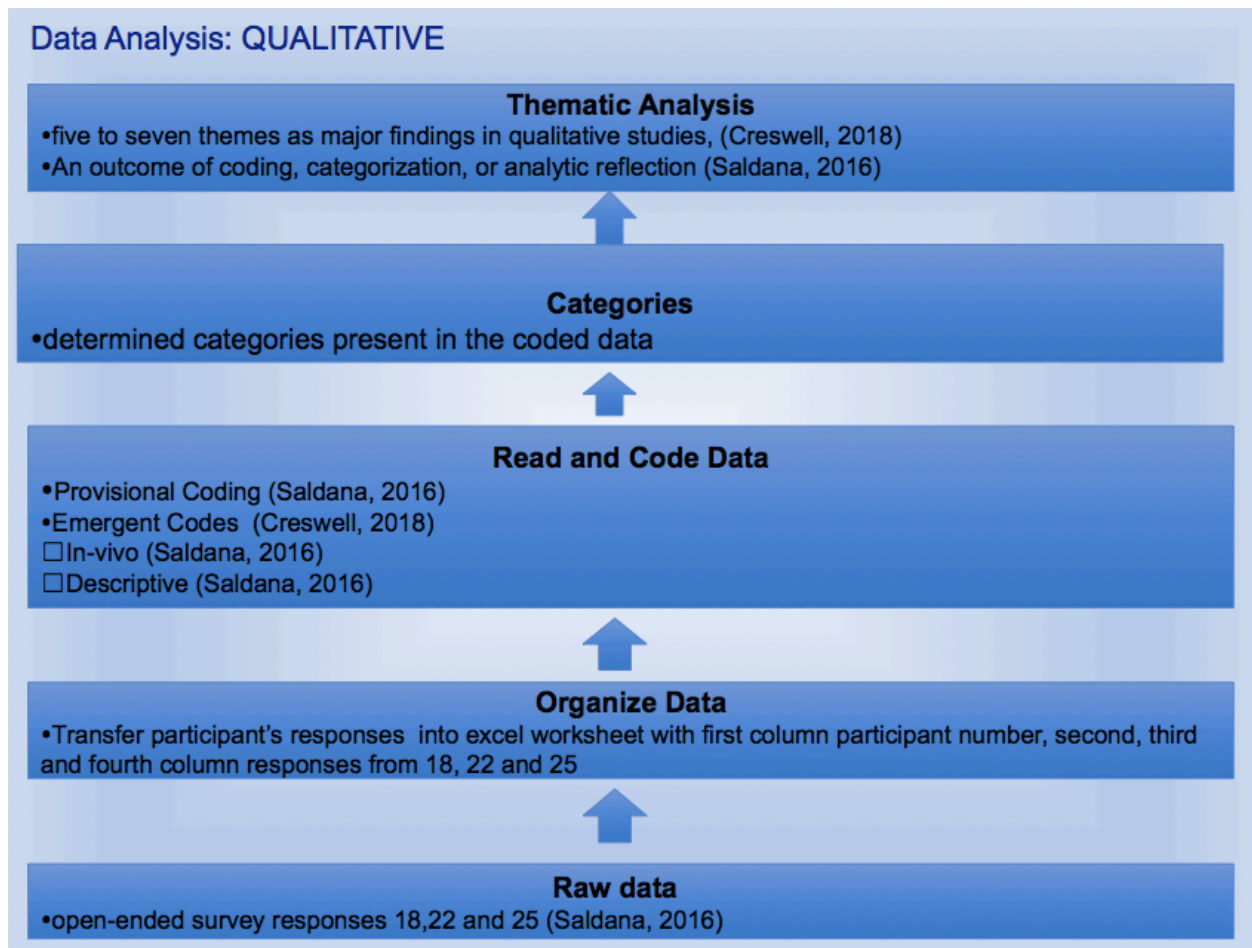 Data Analysis: QUALITATIVE
Thematic Analysis
•five to seven themes as major findings in qualitative studies, (Creswell, 2018)
•An outcome of coding, categorization, or analytic reflection (Saldana, 2016)
Categories
•determined categories present in the coded data
Read and Code Data
•Provisional Coding (Saldana, 2016)
•Emergent Codes  (Creswell, 2018)
☐In-vivo (Saldana, 2016)
☐Descriptive (Saldana, 2016)
Organize Data
•Transfer participant’s responses  into excel worksheet with first column participant number, second, third
and fourth column responses from 18, 22 and 25
Raw data
•open-ended survey responses 18,22 and 25 (Saldana, 2016)